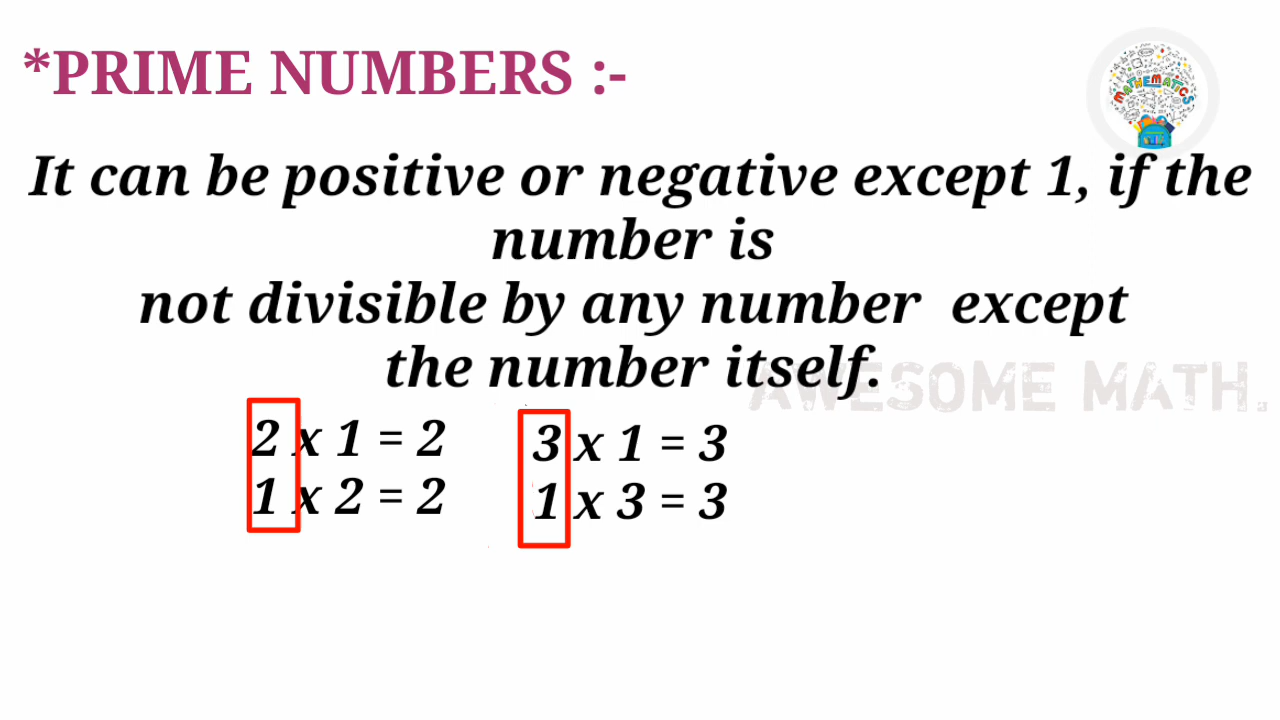 *PRIME NUMBERS :-
MATHEMATICS
It can be positive or negative except 1, if the
number is
not divisible by any number except
the number itself.
AWESOME MATH.
2 x 1 = 2
1 x 2 = 2
3 x 1 = 3
1 x 3 = 3